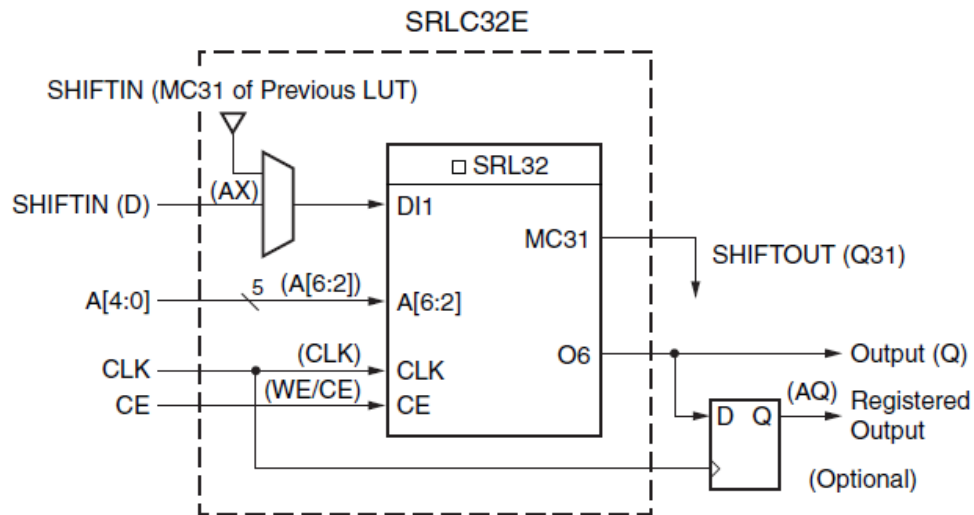 SRLC32E
SHIFTIN (MC31 of Previous LUT)
□ SRL32
SHIFTIN (D)
(AX)
DI1
MC31
SHIFTOUT (Q31)
A[4:0]
5
(A[6:2])
A[6:2]
O6
Output (Q)
CLK
(CLK)
CLK
CE
(WE/CE)
CE
D Q
(AQ)
Registered
Output
(Optional)